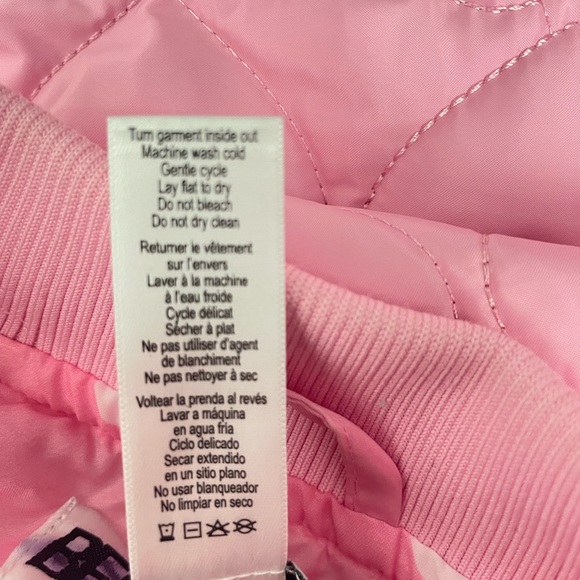 Turn garment inside out
Machine wash cold
Gentle cycle
Lay flat to dry
Do not bleach
Do not dry clean
Returner le vêtement
sur l'envers
Laver à la machine
à l'eau froide
Cycle délicat
Sécher à plat
Ne pas utiliser d'agent
de blanchiment
Ne pas nettoyer à sec
Voltear la prenda al revés
Lavar a máquina
en agua fría
Ciclo delicado
Secar extendido
en un sitio plano
No usar blanqueador
No limpiar en seco